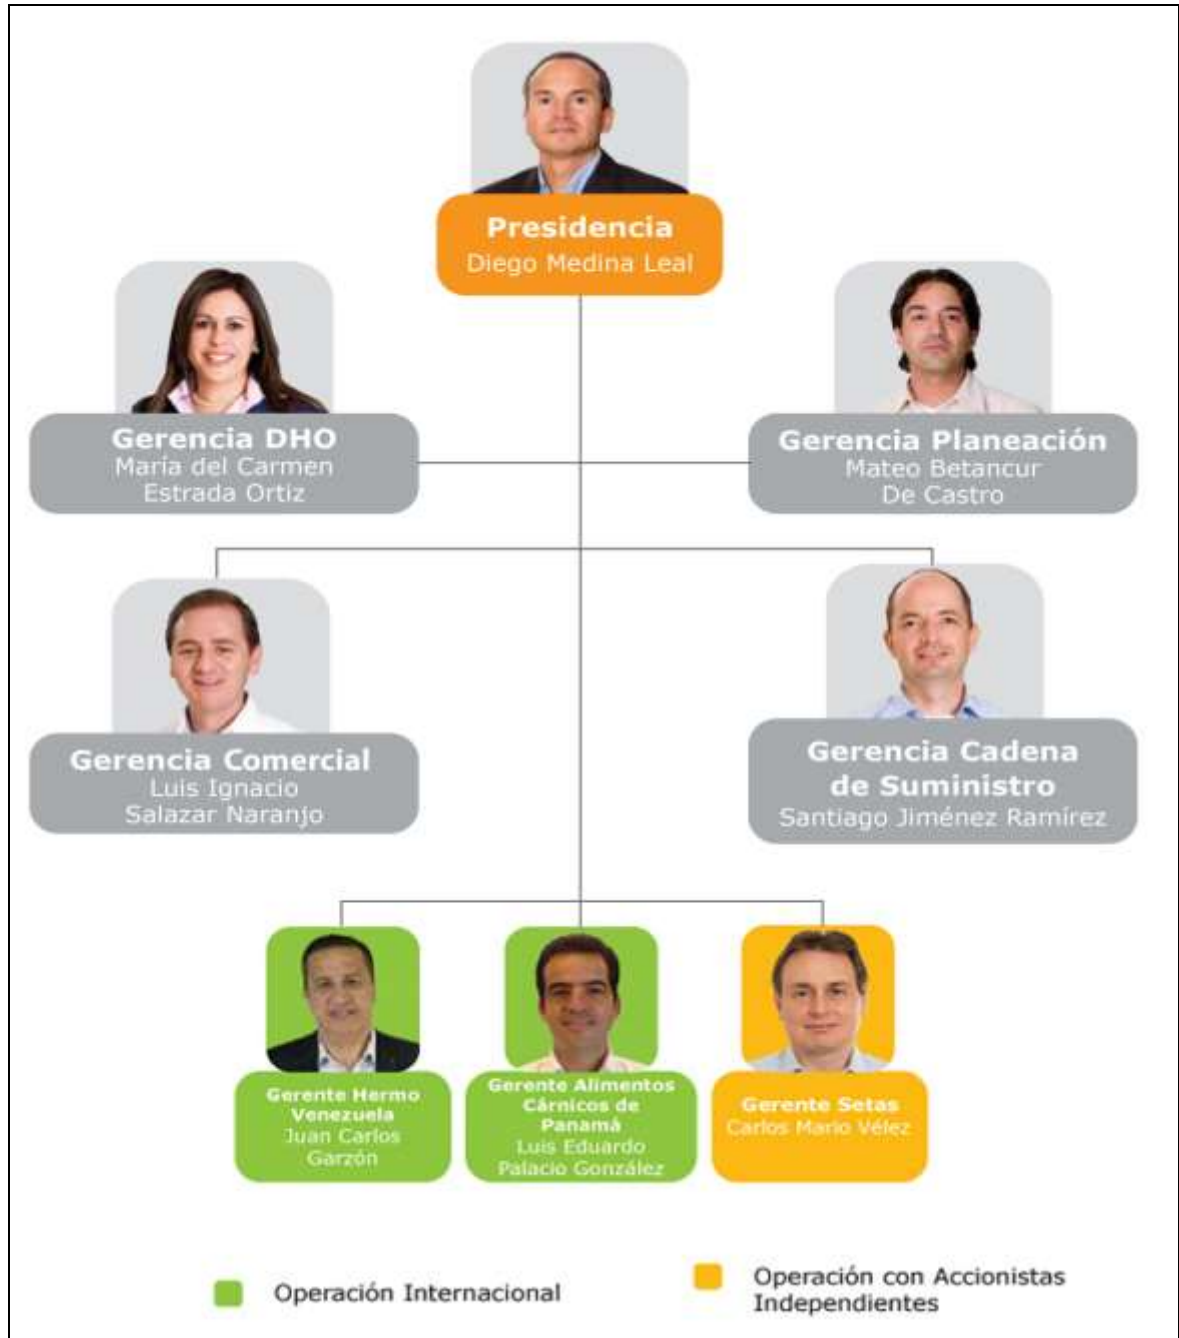 Presidencia
Diego Medina Leal
Gerencia DHO
María del Carmen
Estrada Ortiz
Gerencia Planeación
Mateo Betancur
De Castro
Gerencia Comercial
Luis Ignacio
Salazar Naranjo
Gerencia Cadena
de Suministro
Santiago Jiménez Ramírez
Gerente Hermo
Venezuela
Juan Carlos
Garzón
Gerente Alimentos
Cárnicos de
Panamá
Luis Eduardo
Palacio González
Gerente Setas
Carlos Mario Vélez
Operación Internacional
Operación con Accionistas
Independientes